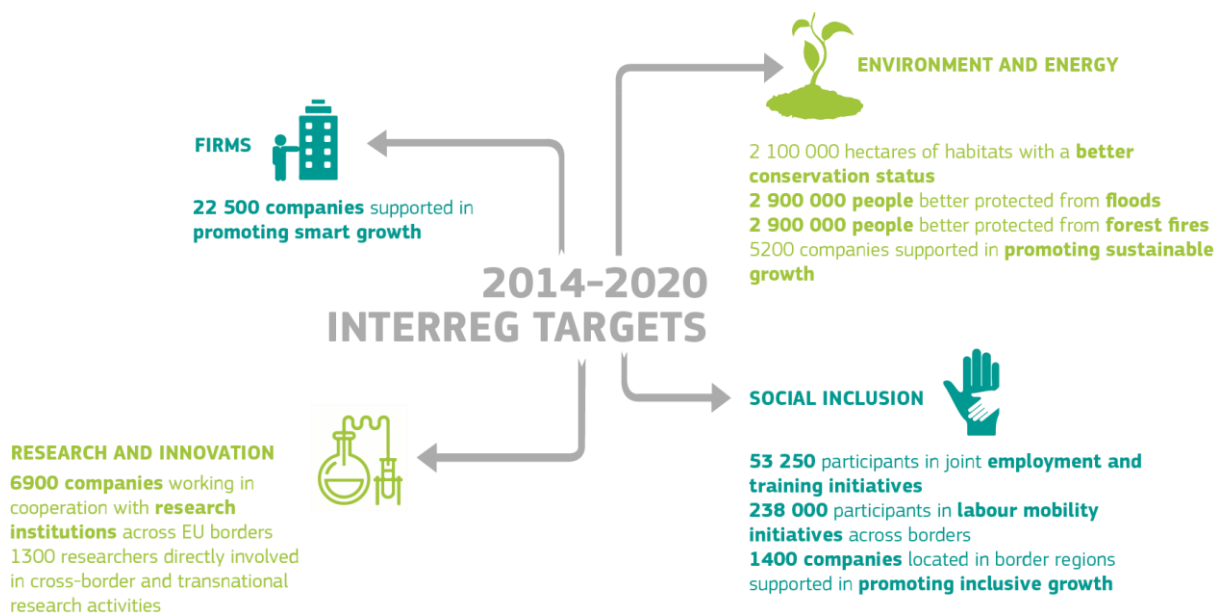 ENVIRONMENT AND ENERGY
2 100 000 hectares of habitats with a better
conservation status
2 900 000 people better protected from floods
2 900 000 people better protected from forest fires
5200 companies supported in promoting sustainable
growth
FIRMS
22 500 companies supported in
promoting smart growth
2014-2020
INTERREG TARGETS
SOCIAL INCLUSION
53 250 participants in joint employment and
training initiatives
238 000 participants in labour mobility
initiatives across borders
1400 companies located in border regions
supported in promoting inclusive growth
RESEARCH AND INNOVATION
6900 companies working in
cooperation with research
institutions across EU borders
1300 researchers directly involved
in cross-border and transnational
research activities